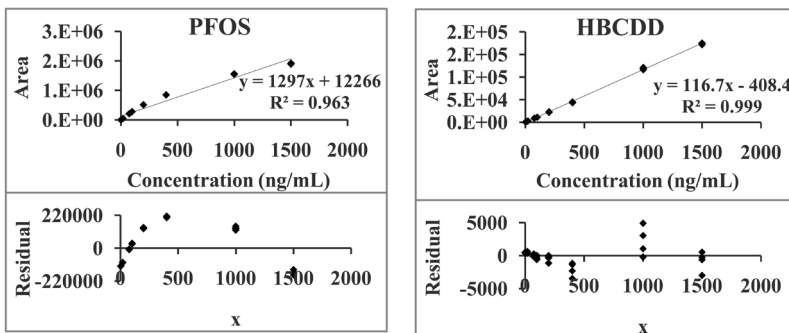 PFOS
Area
2.E+06
1.E+06
1.E+06
5.E+05
0.E+00
y = 1297x + 12266
R² = 0.963
0 500 1000 1500 2000
Concentration (ng/mL)
Residual
220000
0
-220000
0 500 1000 1500 2000
x
HBCDD
Area
2.E+05
2.E+05
1.E+05
5.E+04
0.E+00
y = 116.7x - 408.4
R² = 0.999
0 500 1000 1500 2000
Concentration (ng/mL)
Residual
5000
0
-5000
0 500 1000 1500 2000
x